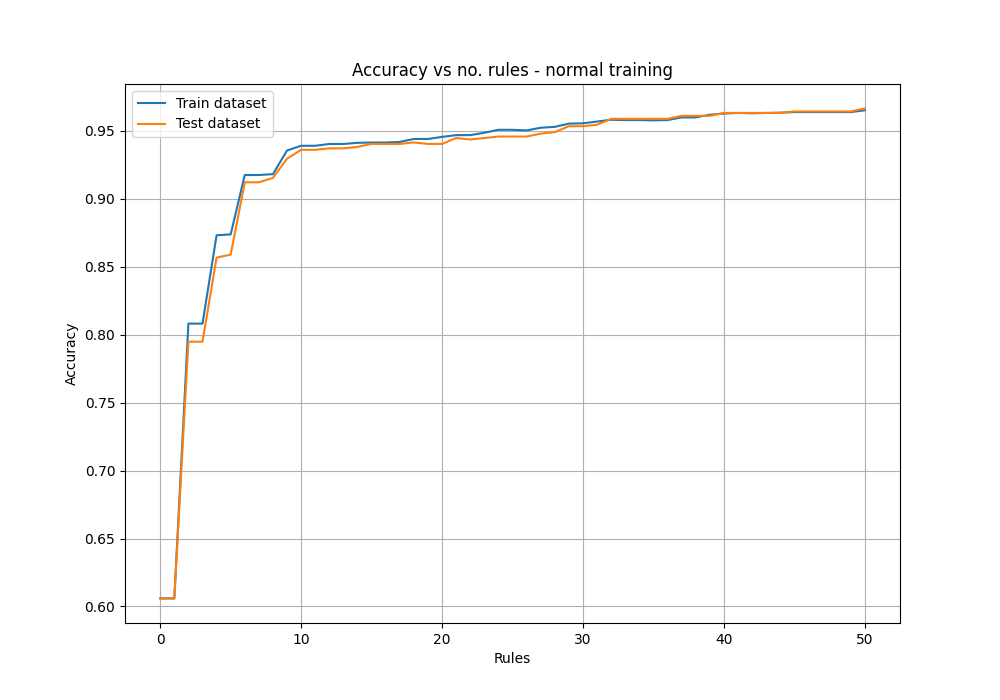 Accuracy vs no. rules - normal training
Train dataset
Test dataset
0.95
0.90
0.85
0.80
0.75
0.70
0.65
0.60
Accuracy
0 10 20 30 40 50
Rules